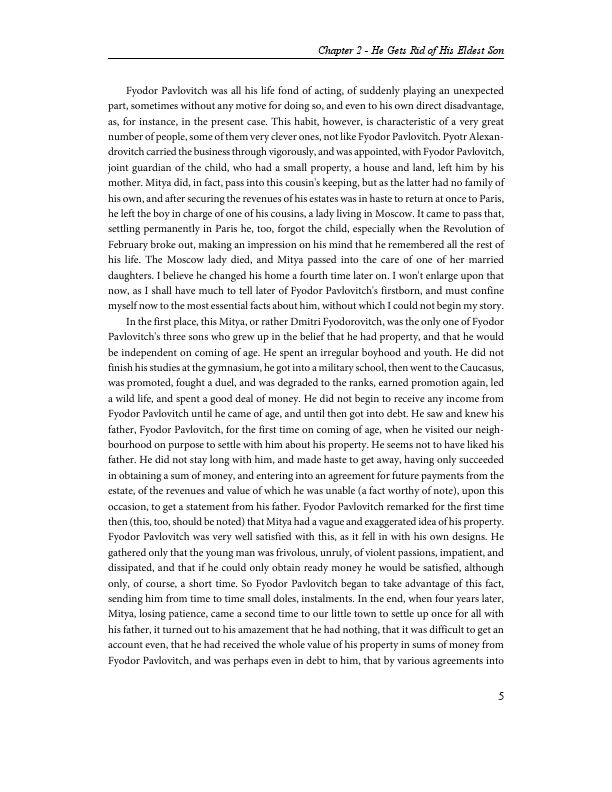 Chapter 2 - He Gets Rid of His Eldest Son
Fyodor Pavlovitch was all his life fond of acting, of suddenly playing an unexpected
part, sometimes without any motive for doing so, and even to his own direct disadvantage,
as, for instance, in the present case. This habit, however, is characteristic of a very great
number of people, some of them very clever ones, not like Fyodor Pavlovitch. Pyotr Alexan-
drovitch carried the business through vigorously, and was appointed, with Fyodor Pavlovitch,
joint guardian of the child, who had a small property, a house and land, left him by his
mother. Mitya did, in fact, pass into this cousin's keeping, but as the latter had no family of
his own, and after securing the revenues of his estates was in haste to return at once to Paris,
he left the boy in charge of one of his cousins, a lady living in Moscow. It came to pass that,
settling permanently in Paris he, too, forgot the child, especially when the Revolution of
February broke out, making an impression on his mind that he remembered all the rest of
his life. The Moscow lady died, and Mitya passed into the care of one of her married
daughters. I believe he changed his home a fourth time later on. I won't enlarge upon that
now, as I shall have much to tell later of Fyodor Pavlovitch's firstborn, and must confine
myself now to the most essential facts about him, without which I could not begin my story.
In the first place, this Mitya, or rather Dmitri Fyodorovitch, was the only one of Fyodor
Pavlovitch's three sons who grew up in the belief that he had property, and that he would
be independent on coming of age. He spent an irregular boyhood and youth. He did not
finish his studies at the gymnasium, he got into a military school, then went to the Caucasus,
was promoted, fought a duel, and was degraded to the ranks, earned promotion again, led
a wild life, and spent a good deal of money. He did not begin to receive any income from
Fyodor Pavlovitch until he came of age, and until then got into debt. He saw and knew his
father, Fyodor Pavlovitch, for the first time on coming of age, when he visited our neigh-
bourhood on purpose to settle with him about his property. He seems not to have liked his
father. He did not stay long with him, and made haste to get away, having only succeeded
in obtaining a sum of money, and entering into an agreement for future payments from the
estate, of the revenues and value of which he was unable (a fact worthy of note), upon this
occasion, to get a statement from his father. Fyodor Pavlovitch remarked for the first time
then (this, too, should be noted) that Mitya had a vague and exaggerated idea of his property.
Fyodor Pavlovitch was very well satisfied with this, as it fell in with his own designs. He
gathered only that the young man was frivolous, unruly, of violent passions, impatient, and
dissipated, and that if he could only obtain ready money he would be satisfied, although
only, of course, a short time. So Fyodor Pavlovitch began to take advantage of this fact,
sending him from time to time small doles, instalments. In the end, when four years later,
Mitya, losing patience, came a second time to our little town to settle up once for all with
his father, it turned out to his amazement that he had nothing, that it was difficult to get an
account even, that he had received the whole value of his property in sums of money from
Fyodor Pavlovitch, and was perhaps even in debt to him, that by various agreements into
5